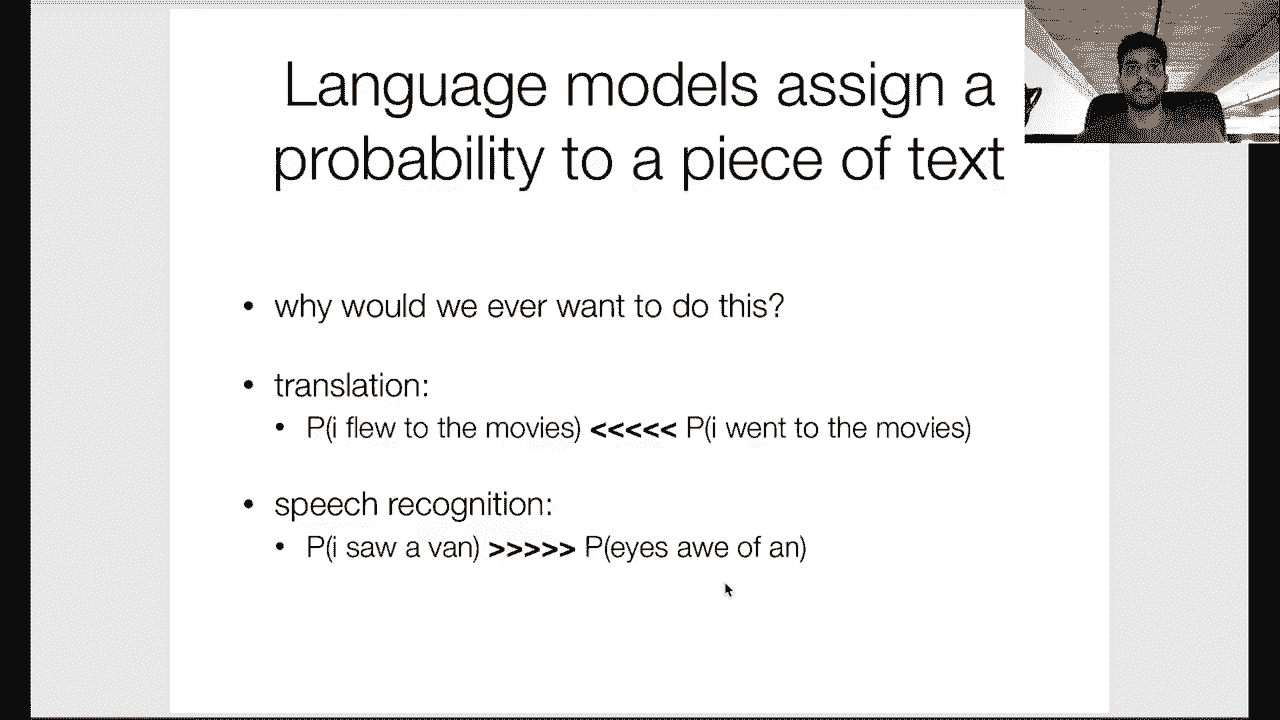 Language models assign a
probability to a piece of text
• why would we ever want to do this?
• translation:
• P(i flew to the movies) <<<<< P(i went to the movies)
• speech recognition:
• P(i saw a van) >>>>> P(eyes awe of an)